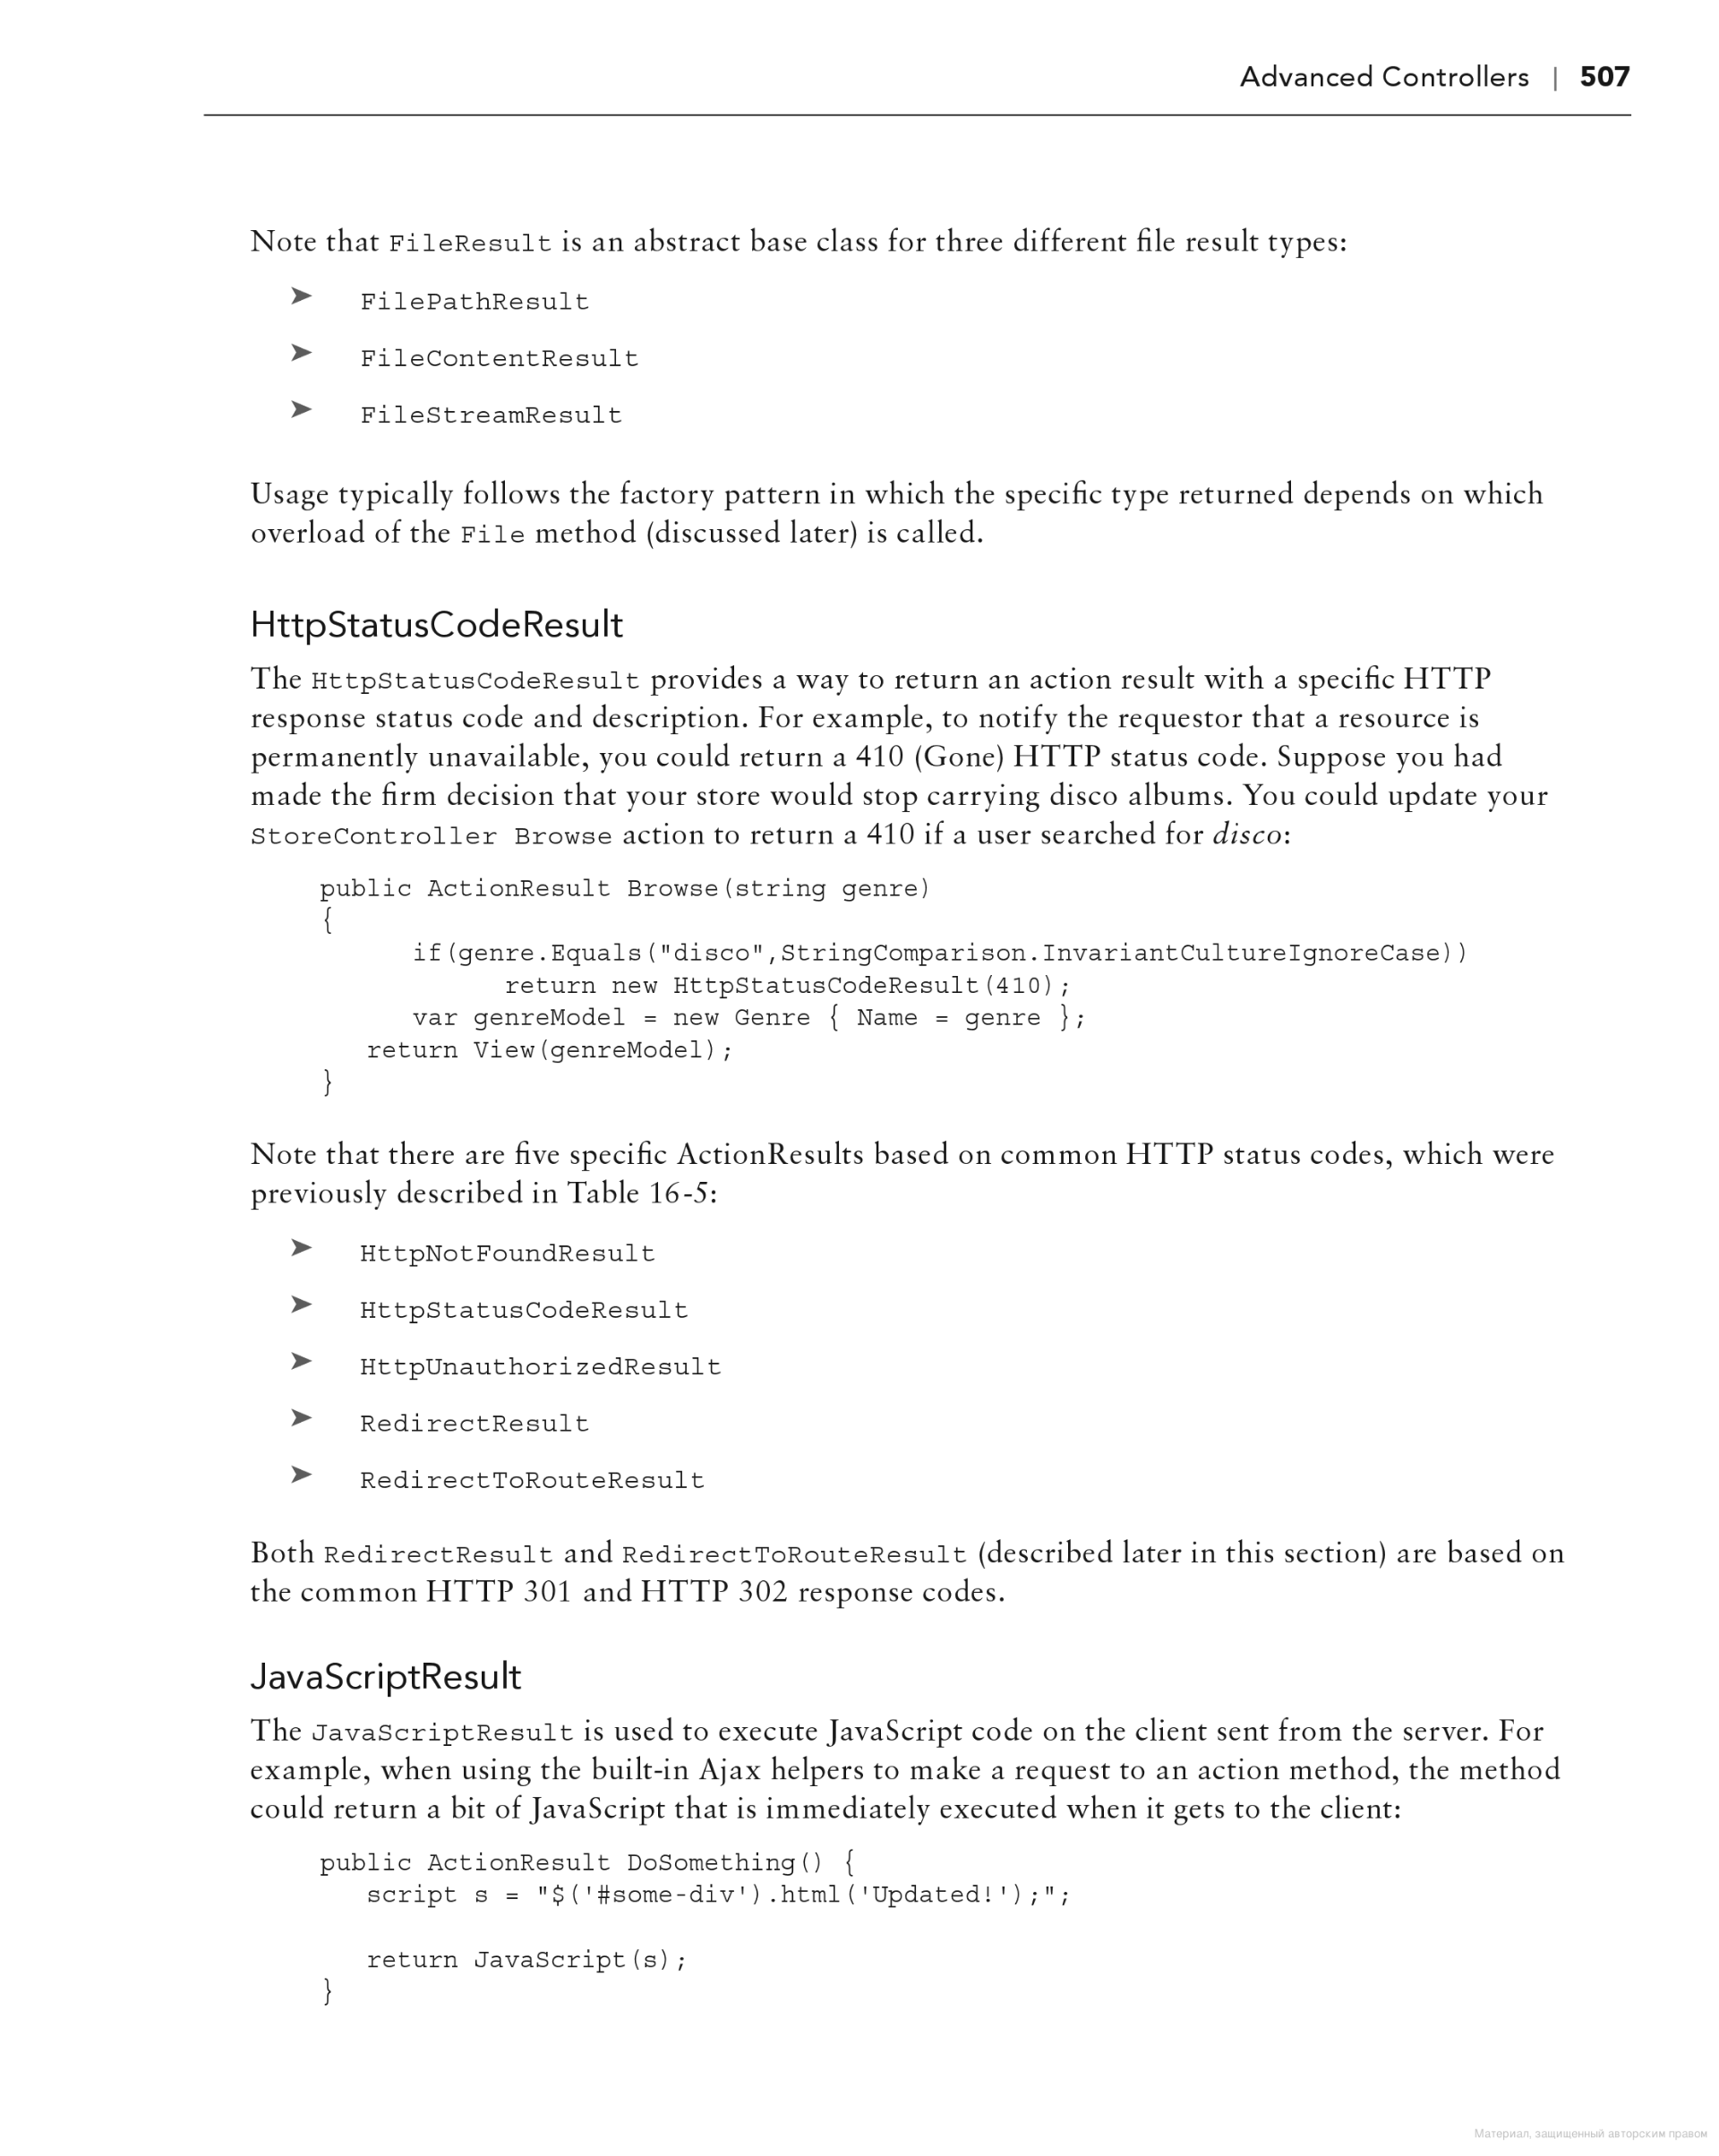 Advanced Controllers | 507
Note that FileResult is an abstract base class for three different file result types:
➤ FilePathResult
➤ FileContentResult
➤ FileStreamResult
Usage typically follows the factory pattern in which the specific type returned depends on which
overload of the File method (discussed later) is called.
HttpStatusCodeResult
The HttpStatusCodeResult provides a way to return an action result with a specific HTTP
response status code and description. For example, to notify the requestor that a resource is
permanently unavailable, you could return a 410 (Gone) HTTP status code. Suppose you had
made the firm decision that your store would stop carrying disco albums. You could update your
StoreController Browse action to return a 410 if a user searched for disco:
public ActionResult Browse(string genre)
{
      if(genre.Equals("disco",StringComparison.InvariantCultureIgnoreCase))
            return new HttpStatusCodeResult(410);
      var genreModel = new Genre { Name = genre };
   return View(genreModel);
}
Note that there are five specific ActionResults based on common HTTP status codes, which were
previously described in Table 16-5:
➤ HttpNotFoundResult
➤ HttpStatusCodeResult
➤ HttpUnauthorizedResult
➤ RedirectResult
➤ RedirectToRouteResult
Both RedirectResult and RedirectToRouteResult (described later in this section) are based on
the common HTTP 301 and HTTP 302 response codes.
JavaScriptResult
The JavaScriptResult is used to execute JavaScript code on the client sent from the server. For
example, when using the built-in Ajax helpers to make a request to an action method, the method
could return a bit of JavaScript that is immediately executed when it gets to the client:
public ActionResult DoSomething() {
   script s = "$('#some-div').html('Updated!');";
   return JavaScript(s);
}
Материал, защищенный авторским правом